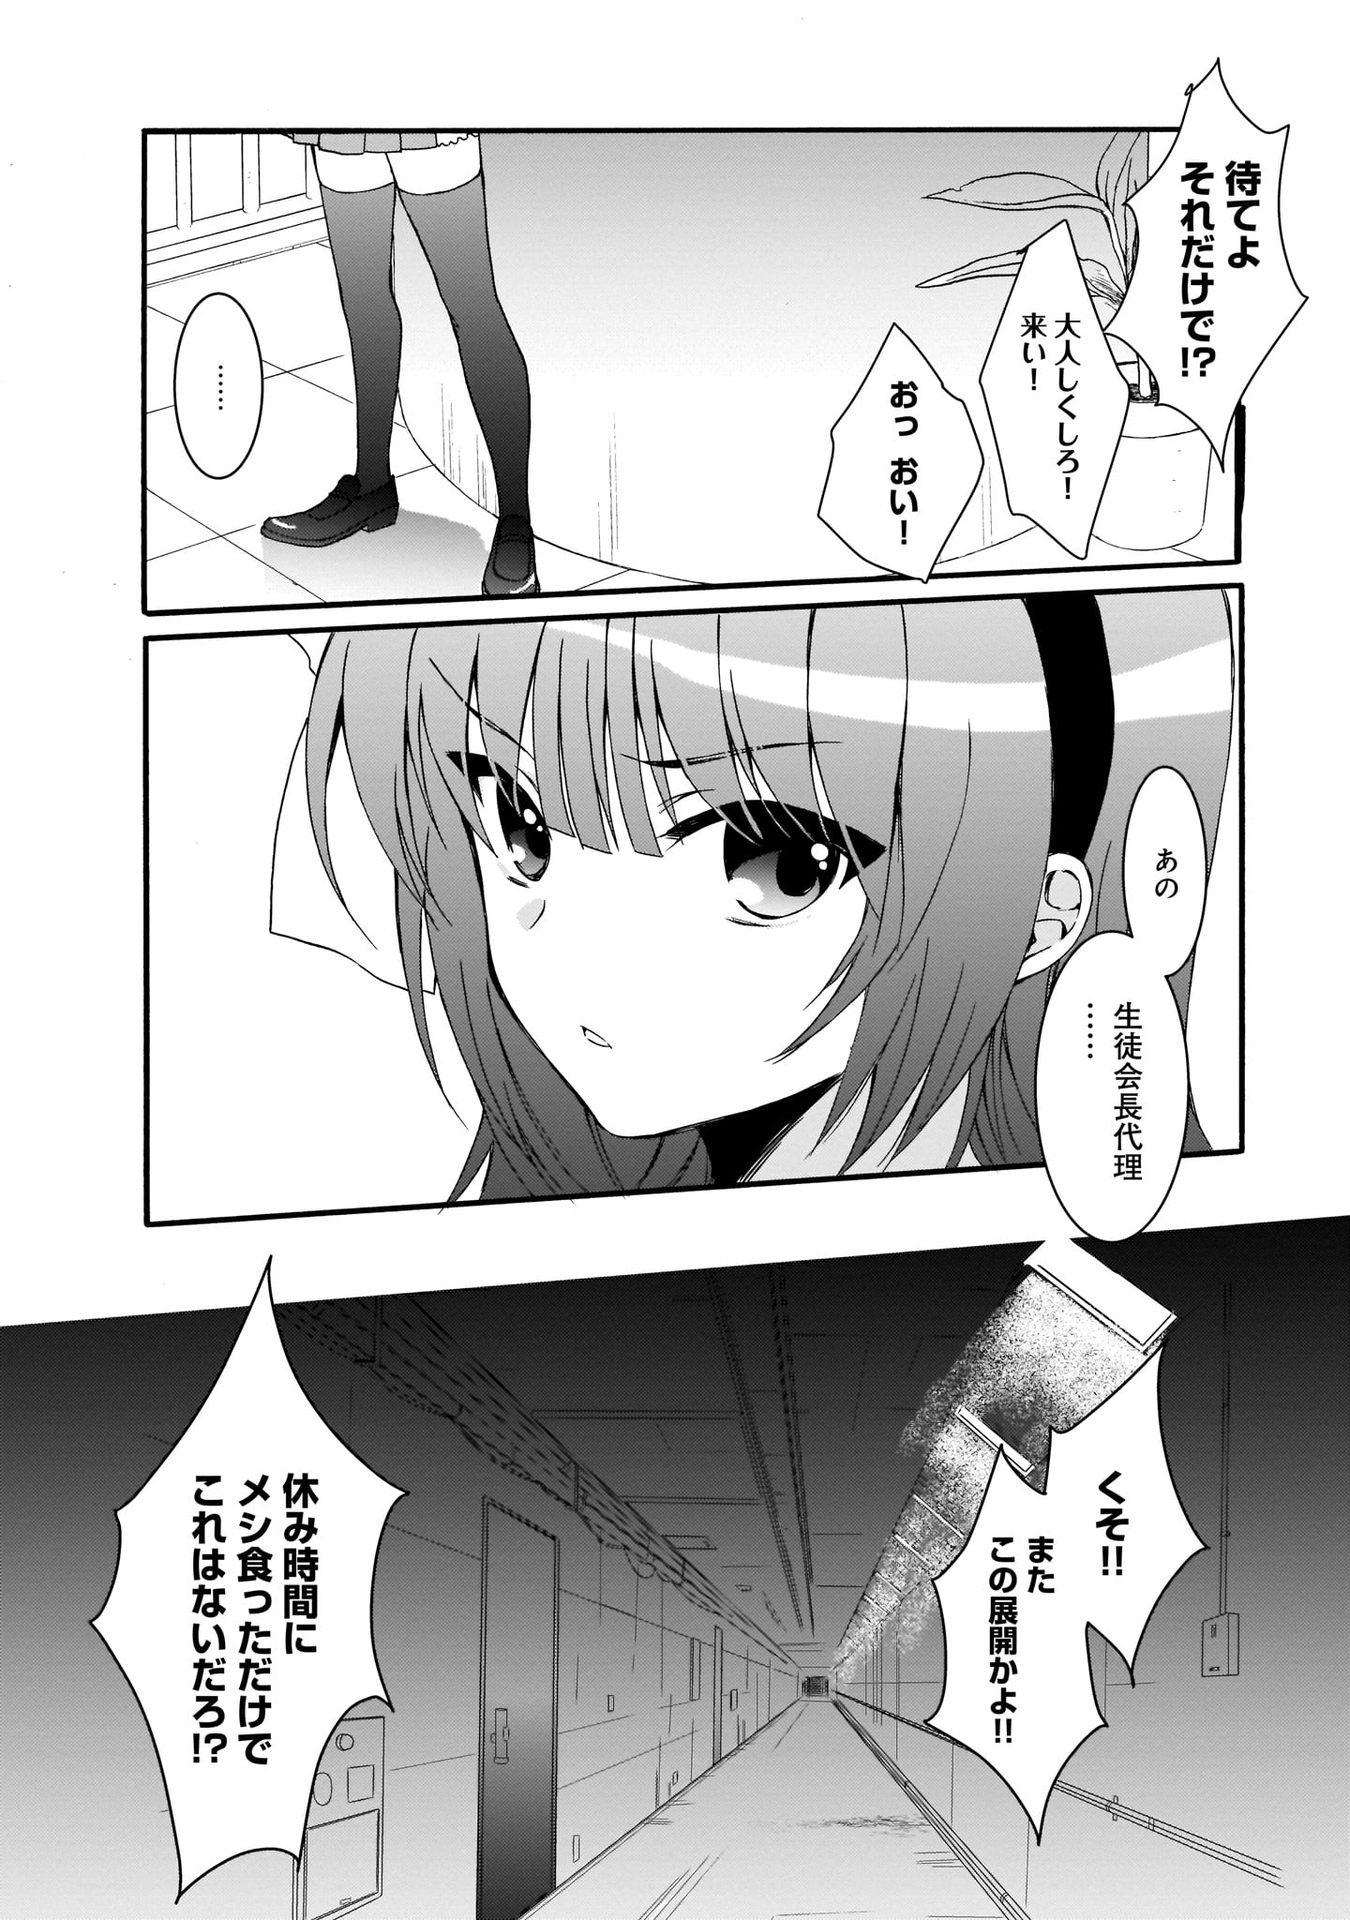 待てよ
それだけで!?
大人しくしろ！
来い！
おっ おい！
……
あの
生徒会長代理
……
くそ!!
また
この展開かよ!!
休み時間に
メシ食っただけで
これはないだろ!?